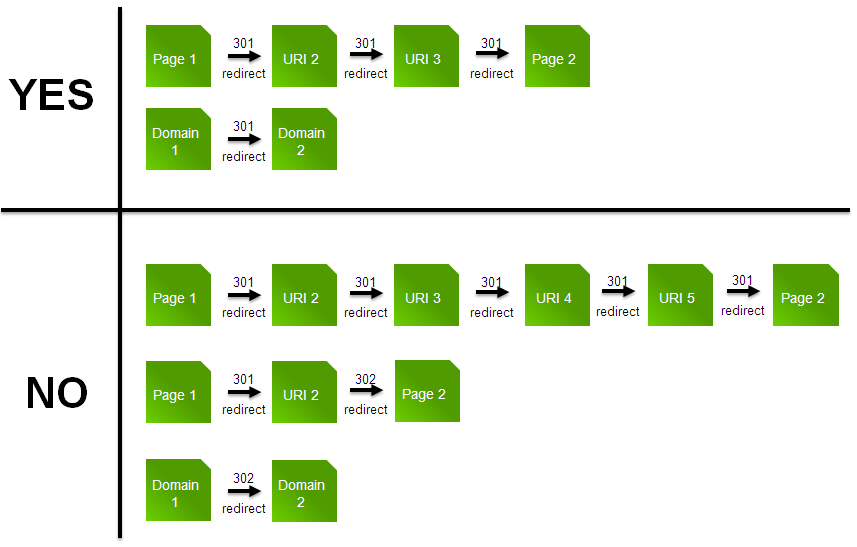 YES
Page 1 301 redirect URI 2 301 redirect URI 3 301 redirect Page 2
Domain 1 301 redirect Domain 2
NO
Page 1 301 redirect URI 2 301 redirect URI 3 301 redirect URI 4 301 redirect URI 5 301 redirect Page 2
Page 1 301 redirect URI 2 302 redirect Page 2
Domain 1 302 redirect Domain 2